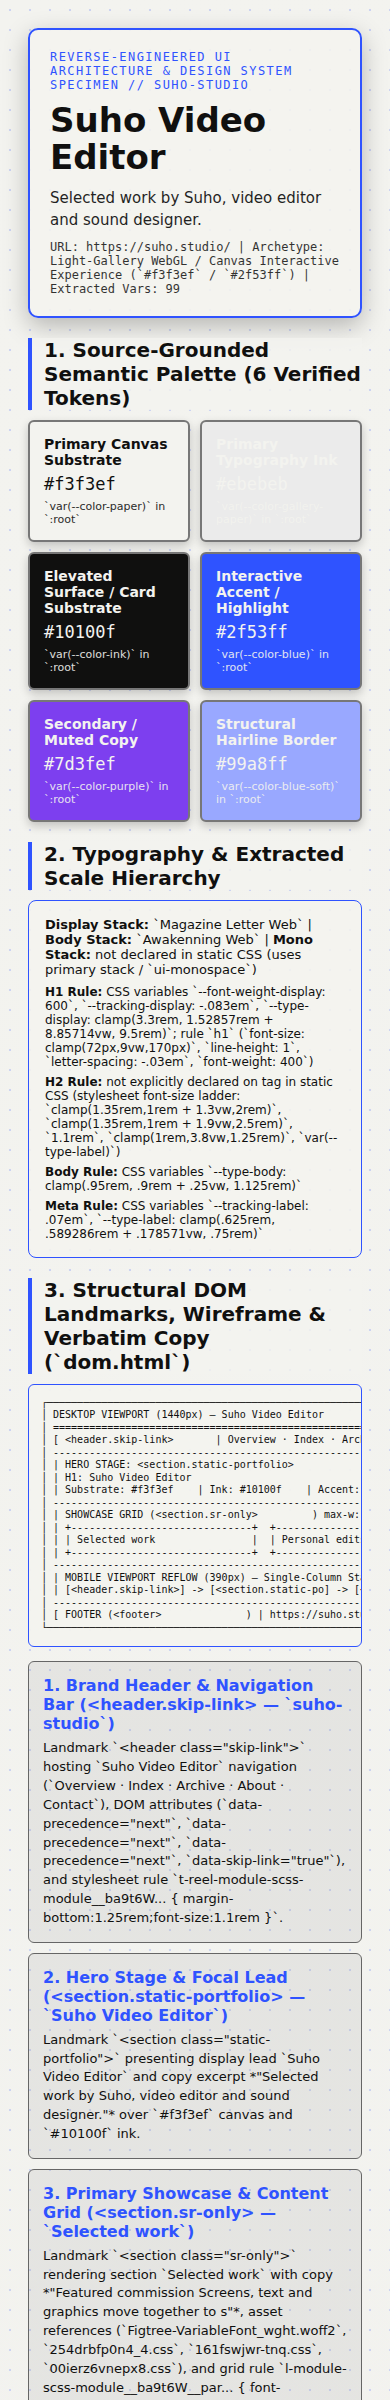 REVERSE-ENGINEERED UI
ARCHITECTURE & DESIGN SYSTEM
SPECIMEN // SUHO-STUDIO
Suho Video
Editor
Selected work by Suho, video editor
and sound designer.
URL: https://suho.studio/ | Archetype:
Light-Gallery WebGL / Canvas Interactive
Experience (`#f3f3ef` / `#2f53ff`) |
Extracted Vars: 99
1. Source-Grounded
Semantic Palette (6 Verified
Tokens)
Primary Canvas
Substrate
#f3f3ef
`var(--color-paper)` in
`:root`
Primary
Typography Ink
#ebebeb
Elevated
Surface / Card
Substrate
#10100f
`var(--color-ink)` in
`:root`
Interactive
Accent /
Highlight
#2f53ff
`var(--color-blue)` in
`:root`
Secondary /
Muted Copy
#7d3fef
`var(--color-purple)` in
`:root`
Structural
Hairline Border
#99a8ff
`var(--color-blue-soft)`
in `:root`
2. Typography & Extracted
Scale Hierarchy
Display Stack: `Magazine Letter Web` |
Body Stack: `Awakenning Web` | Mono
Stack: not declared in static CSS (uses
primary stack / `ui-monospace`)
H1 Rule: CSS variables `--font-weight-display:
600`, `--tracking-display: -.083em`, `--type-
display: clamp(3.3rem, 1.52857rem +
8.85714vw, 9.5rem)`; rule `h1` (`font-size:
clamp(72px,9vw,170px)`, `line-height: 1`,
`letter-spacing: -.03em`, `font-weight: 400`)
H2 Rule: not explicitly declared on tag in static
CSS (stylesheet font-size ladder:
`clamp(1.35rem,1rem + 1.3vw,2rem)`,
`clamp(1.35rem,1rem + 1.9vw,2.5rem)`,
`1.1rem`, `clamp(1rem,3.8vw,1.25rem)`, `var(--
type-label)`)
Body Rule: CSS variables `--type-body:
clamp(.95rem, .9rem + .25vw, 1.125rem)`
Meta Rule: CSS variables `--tracking-label:
.07em`, `--type-label: clamp(.625rem,
.589286rem + .178571vw, .75rem)`
3. Structural DOM
Landmarks, Wireframe &
Verbatim Copy
(`dom.html`)
DESKTOP VIEWPORT (1440px) — Suho Video Editor
[ <header.skip-link> | Overview · Index · Arc
| HERO STAGE: <section.static-portfolio>
| H1: Suho Video Editor
| Substrate: #f3f3ef | Ink: #10100f | Accent:
| SHOWCASE GRID (<section.sr-only> ) max-w:
| +------------------------------+ +--------------
| | Selected work | | Personal edit
| +------------------------------+ +--------------
| MOBILE VIEWPORT REFLOW (390px) — Single-Column St
| [<header.skip-link>] -> [<section.static-po] -> [
[ FOOTER (<footer> ) | https://suho.st
1. Brand Header & Navigation
Bar (<header.skip-link> — `suho-
studio`)
Landmark `<header class="skip-link">`
hosting `Suho Video Editor` navigation
(`Overview · Index · Archive · About ·
Contact`), DOM attributes (`data-
precedence="next"`, `data-
precedence="next"`, `data-
precedence="next"`, `data-skip-link="true"`),
and stylesheet rule `t-reel-module-scss-
module__ba9t6W... { margin-
bottom:1.25rem;font-size:1.1rem }`.
2. Hero Stage & Focal Lead
(<section.static-portfolio> —
`Suho Video Editor`)
Landmark `<section class="static-
portfolio">` presenting display lead `Suho
Video Editor` and copy excerpt *"Selected
work by Suho, video editor and sound
designer."* over `#f3f3ef` canvas and
`#10100f` ink.
3. Primary Showcase & Content
Grid (<section.sr-only> —
`Selected work`)
Landmark `<section class="sr-only">`
rendering section `Selected work` with copy
*"Featured commission Screens, text and
graphics move together to s"*, asset
references (`Figtree-VariableFont_wght.woff2`,
`254drbfp0n4_4.css`, `161fswjwr-tnq.css`,
`00ierz6vnepx8.css`), and grid rule `l-module-
scss-module__ba9t6W__par... { font-